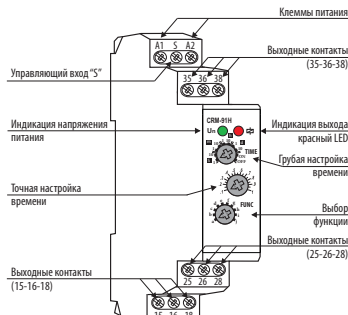 Клеммы питания
A1 S A2
Выходные контакты
(35-36-38)
35 36 38
Управляющий вход “S”
CRM-91H
Un
Индикация напряжения
питания
Индикация выхода
красный LED
TIME
Грубая настройка
времени
Точная настройка
времени
FUNC
Выбор
функции
Выходные контакты
(25-26-28)
25 26 28
Выходные контакты
(15-16-18)
15 16 18